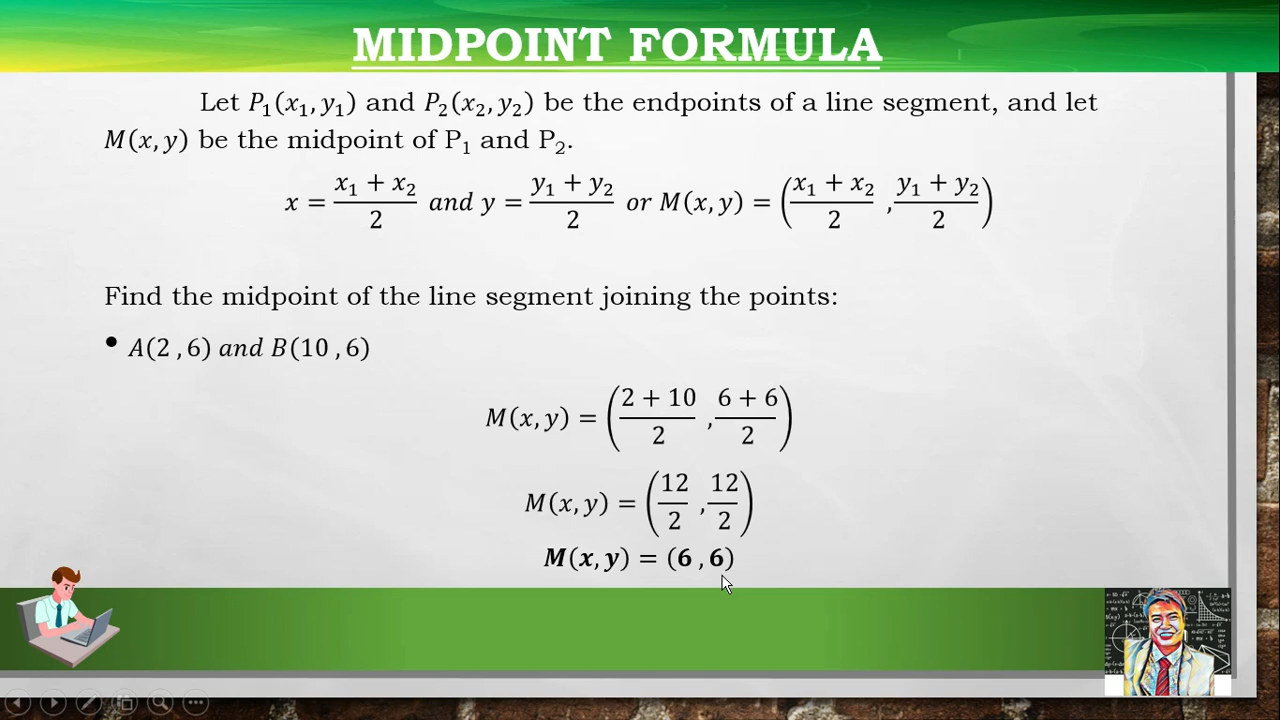 MIDPOINT FORMULA
Let P₁(x₁, y₁) and P₂(x₂, y₂) be the endpoints of a line segment, and let
M(x, y) be the midpoint of P₁ and P₂.
x = (x₁ + x₂)/2 and y = (y₁ + y₂)/2 or M(x, y) = ((x₁ + x₂)/2 , (y₁ + y₂)/2)
Find the midpoint of the line segment joining the points:
• A(2 , 6) and B(10 , 6)
M(x, y) = ((2 + 10)/2 , (6 + 6)/2)
M(x, y) = (12/2 , 12/2)
M(x, y) = (6 , 6)